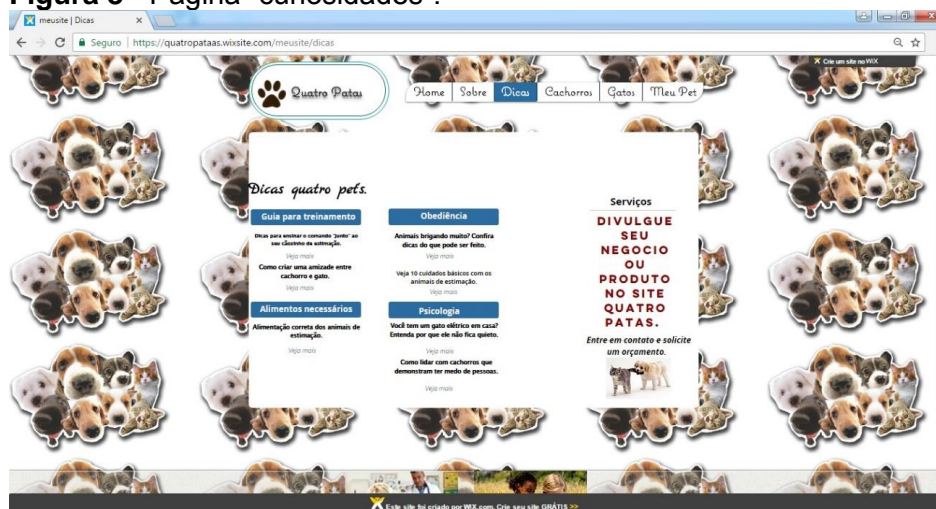 Figura 3 - Página "curiosidades".
meusite | Dicas
Seguro | https://quatropataas.wixsite.com/meusite/dicas
Crie um site no WIX
Quatro Patas
Home Sobre Dicas Cachorros Gatos Meu Pet
Dicas quatro pet's.
Guia para treinamento
Dicas para ensinar o comando "junto" ao
seu cãozinho de estimação.
Veja mais
Como criar uma amizade entre
cachorro e gato.
Veja mais
Alimentos necessários
Alimentação correta dos animais de
estimação.
Veja mais
Obediência
Animais brigando muito? Confira
dicas do que pode ser feito.
Veja mais
Veja 10 cuidados básicos com os
animais de estimação.
Veja mais
Psicologia
Você tem um gato elétrico em casa?
Entenda por que ele não fica quieto.
Veja mais
Como lidar com cachorros que
demonstram ter medo de pessoas.
Veja mais
Serviços
DIVULGUE
SEU
NEGOCIO
OU
PRODUTO
NO SITE
QUATRO
PATAS.
Entre em contato e solicite
um orçamento.
Este site foi criado por WIX.com. Crie seu site GRÁTIS >>